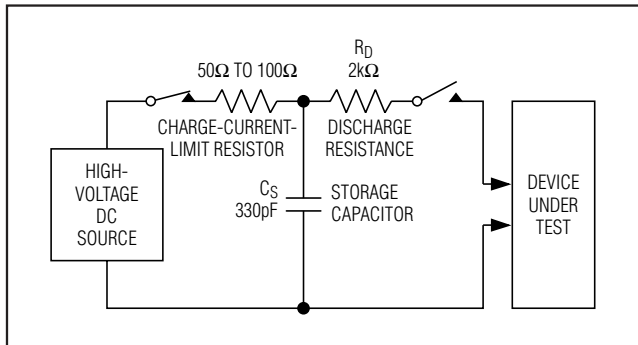 RD
50Ω TO 100Ω
2kΩ
CHARGE-CURRENT-
LIMIT RESISTOR
DISCHARGE
RESISTANCE
HIGH-
VOLTAGE
DC
SOURCE
CS
330pF
STORAGE
CAPACITOR
DEVICE
UNDER
TEST